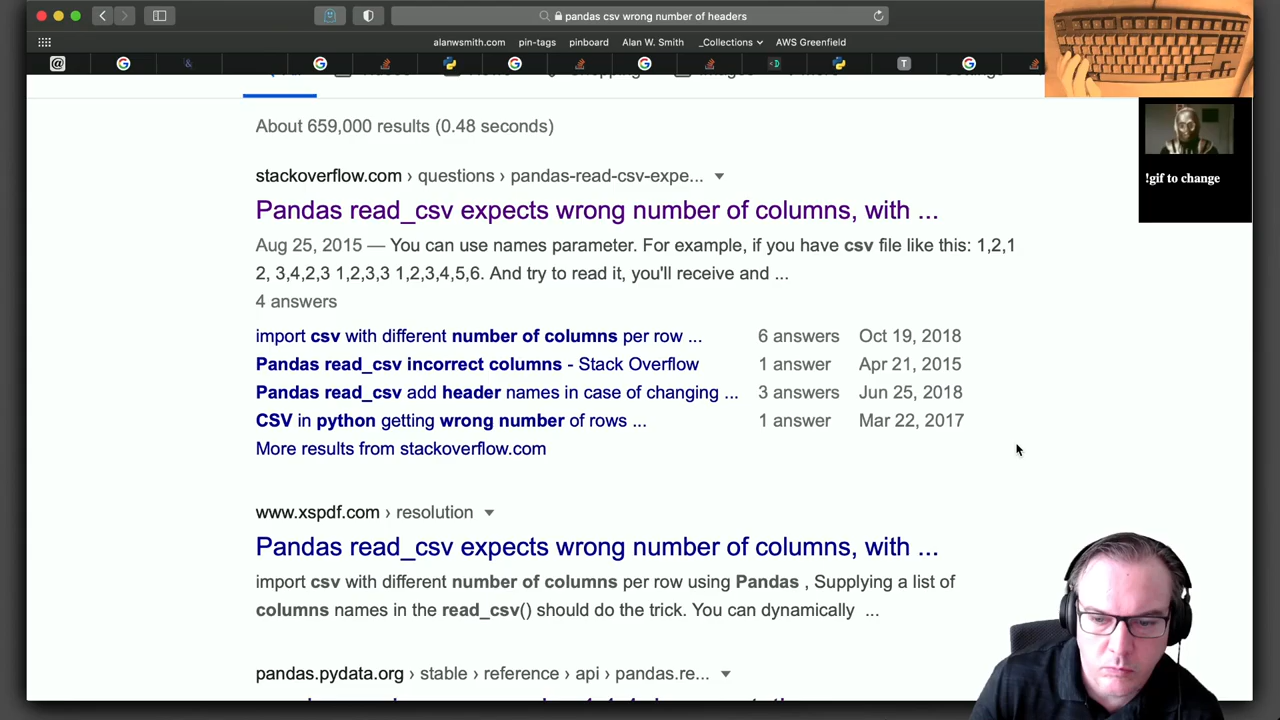 pandas csv wrong number of headers
alanwsmith.com pin-tags pinboard Alan W. Smith _Collections AWS Greenfield
About 659,000 results (0.48 seconds)
stackoverflow.com › questions › pandas-read-csv-expe...
Pandas read_csv expects wrong number of columns, with ...
Aug 25, 2015 — You can use names parameter. For example, if you have csv file like this: 1,2,1
2, 3,4,2,3 1,2,3,3 1,2,3,4,5,6. And try to read it, you'll receive and ...
4 answers
import csv with different number of columns per row ... 6 answers Oct 19, 2018
Pandas read_csv incorrect columns - Stack Overflow 1 answer Apr 21, 2015
Pandas read_csv add header names in case of changing ... 3 answers Jun 25, 2018
CSV in python getting wrong number of rows ... 1 answer Mar 22, 2017
More results from stackoverflow.com
www.xspdf.com › resolution
Pandas read_csv expects wrong number of columns, with ...
import csv with different number of columns per row using Pandas , Supplying a list of
columns names in the read_csv() should do the trick. You can dynamically ...
pandas.pydata.org › stable › reference › api › pandas.re...
!gif to change